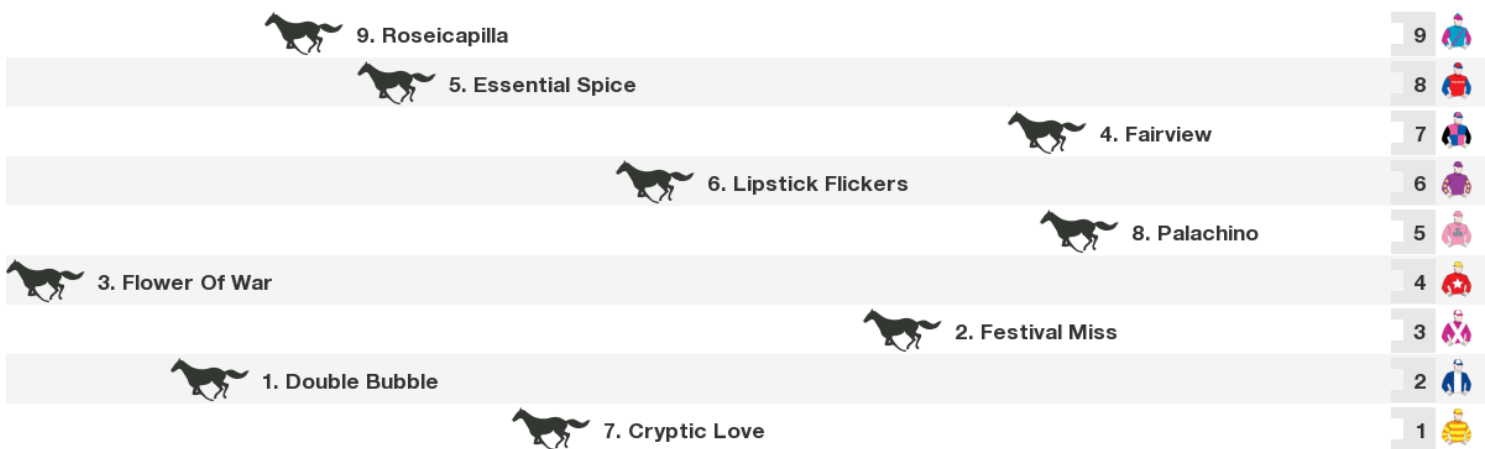 9. Roseicapilla 9
5. Essential Spice 8
4. Fairview 7
6. Lipstick Flickers 6
8. Palachino 5
3. Flower Of War 4
2. Festival Miss 3
1. Double Bubble 2
7. Cryptic Love 1